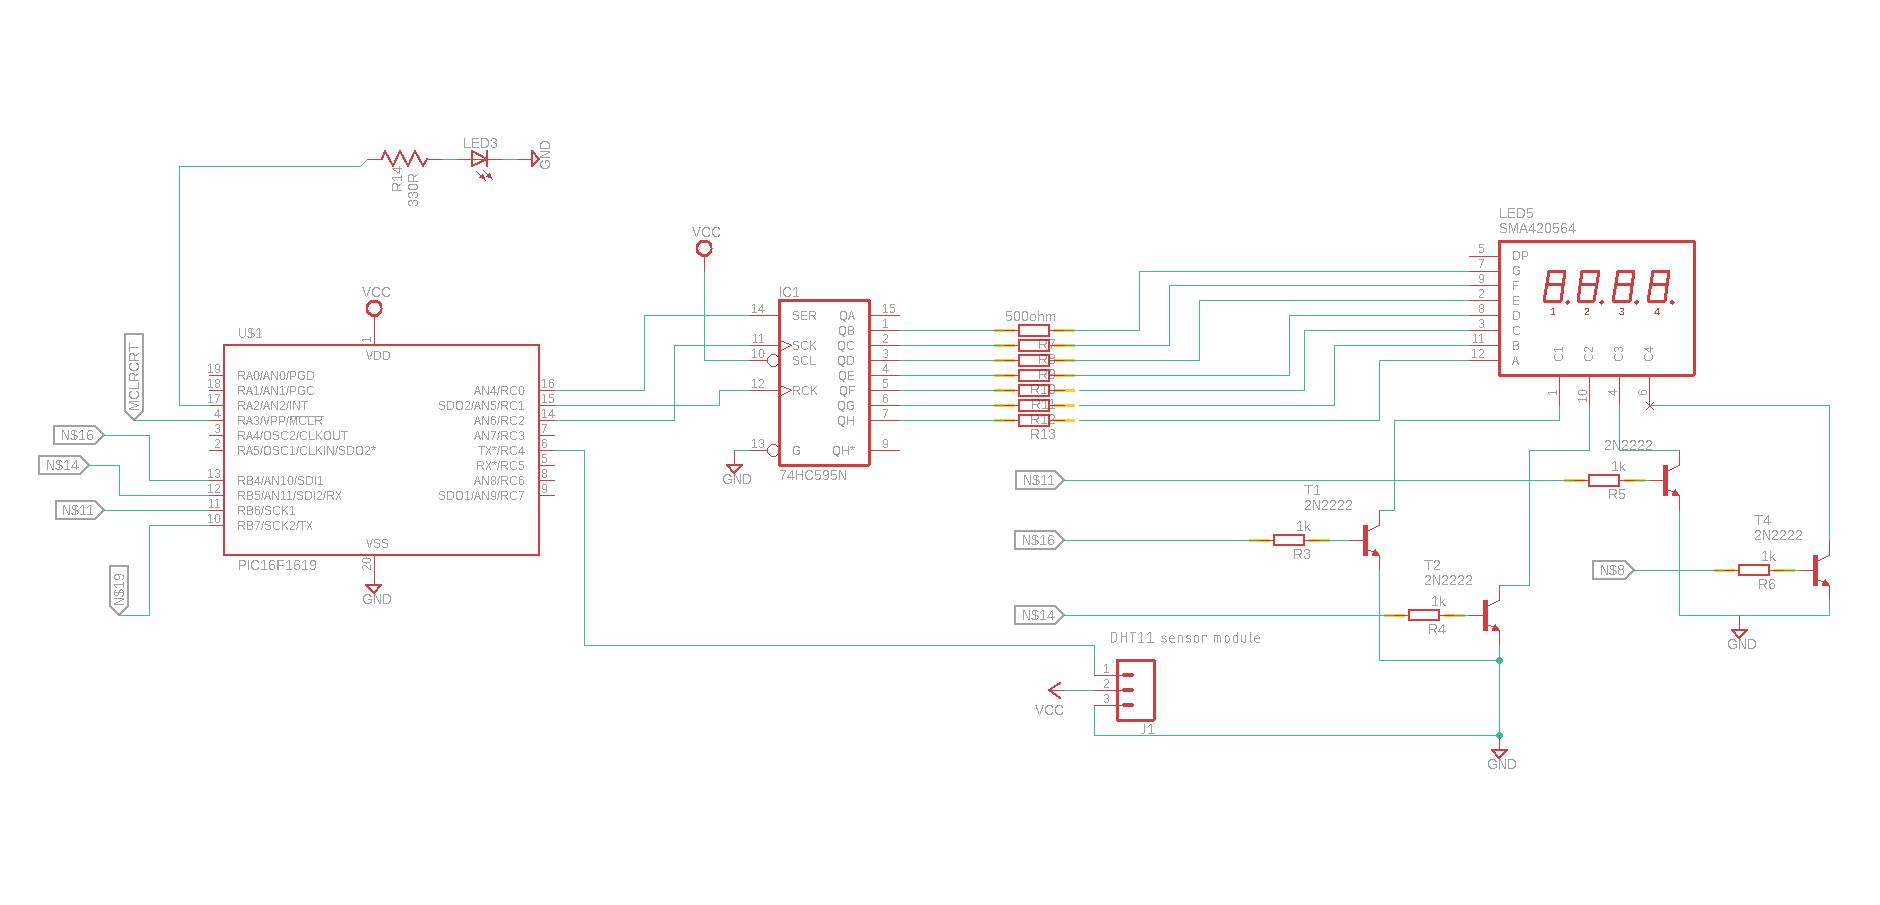 LED3
R14
330R
GND
VCC
U$1
1
VDD
MCLRCRT
19 RA0/AN0/PGD
18 RA1/AN1/PGC
17 RA2/AN2/INT
4 RA3/VPP/MCLR
3 RA4/OSC2/CLKOUT
2 RA5/OSC1/CLKIN/SDO2*
13 RB4/AN10/SDI1
12 RB5/AN11/SDI2/RX
11 RB6/SCK1
10 RB7/SCK2/TX
AN4/RC0 16
SDO2/AN5/RC1 15
AN6/RC2 14
AN7/RC3 7
TX*/RC4 6
RX*/RC5 5
AN8/RC6 8
SDO1/AN9/RC7 9
VSS
20
PIC16F1619
GND
N$16
N$14
N$11
N$19
VCC
IC1
14 SER
11 SCK
10 SCL
12 RCK
13 G
QA 15
QB 1
QC 2
QD 3
QE 4
QF 5
QG 6
QH 7
QH* 9
74HC595N
GND
500ohm
R7
R8
R9
R10
R11
R12
R13
LED5
SMA420564
5 DP
7 G
9 F
2 E
8 D
3 C
11 B
12 A
1 2 3 4
C1 C2 C3 C4
1 10 4 6
N$11
2N2222
1k
R5
T1
2N2222
N$16
1k
R3
T4
2N2222
N$8
1k
R6
GND
T2
2N2222
N$14
1k
R4
DHT11 sensor module
1
2
3
VCC
J1
GND